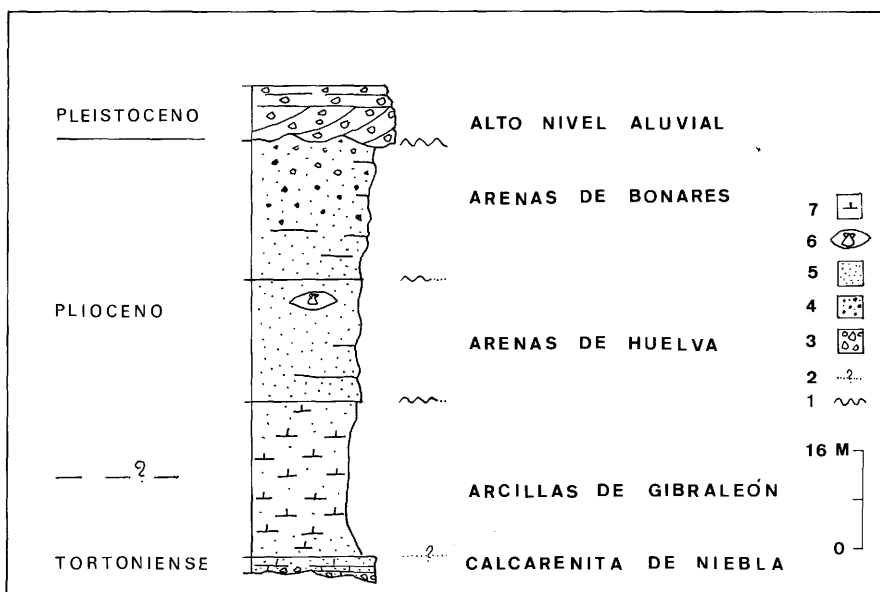 PLEISTOCENO
ALTO NIVEL ALUVIAL
ARENAS DE BONARES
7
6
5
PLIOCENO
4
ARENAS DE HUELVA
3
2 ?
1
16 M
?
ARCILLAS DE GIBRALEÓN
0
TORTONIENSE
?
CALCARENITA DE NIEBLA